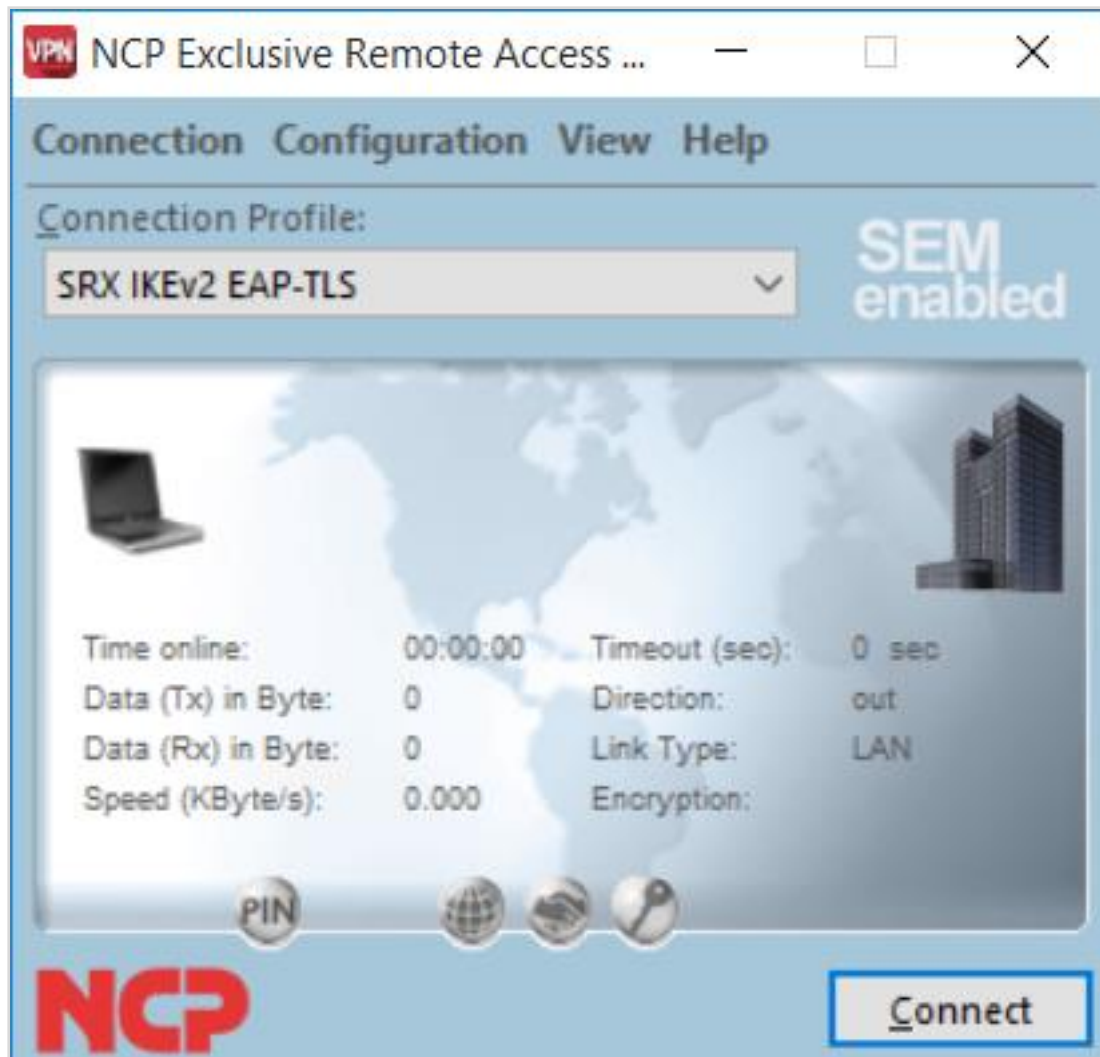 VPN NCP Exclusive Remote Access ...
Connection Configuration View Help
Connection Profile:
SRX IKEv2 EAP-TLS
SEM
enabled
Time online: 00:00:00 Timeout (sec): 0 sec
Data (Tx) in Byte: 0 Direction: out
Data (Rx) in Byte: 0 Link Type: LAN
Speed (KByte/s): 0.000 Encryption:
PIN
NCP
Connect